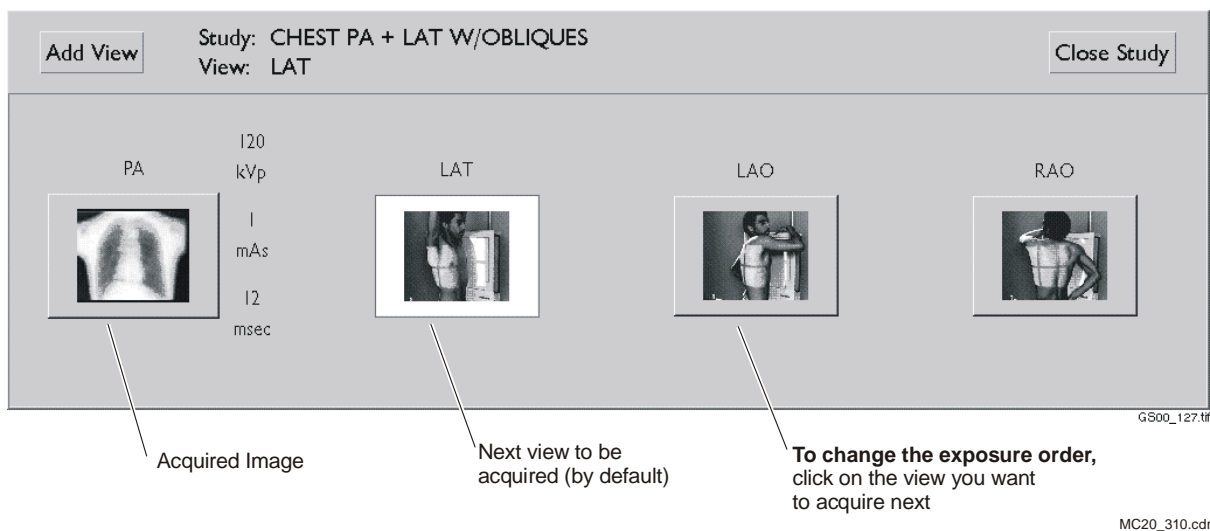 Add View
Study: CHEST PA + LAT W/OBLIQUES
View: LAT
Close Study
PA
120
kVp
1
mAs
12
msec
LAT
LAO
RAO
GS00_127.tif
Acquired Image
Next view to be
acquired (by default)
To change the exposure order,
click on the view you want
to acquire next
MC20_310.cdr